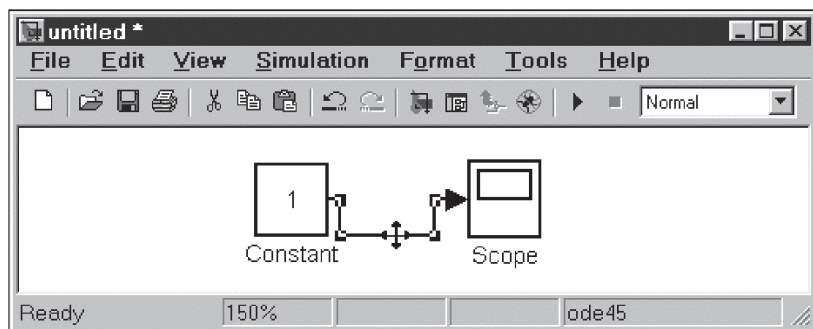 untitled *
File Edit View Simulation Format Tools Help
Normal
1
Constant
Scope
Ready 150% ode45